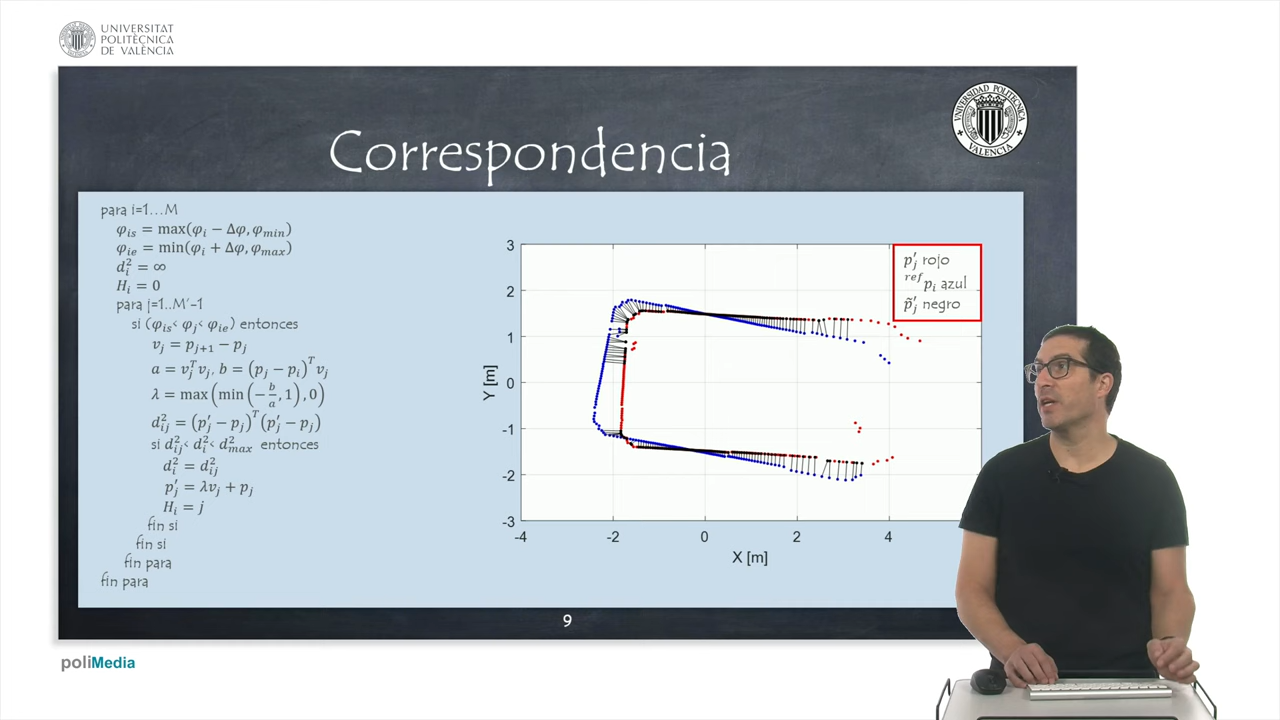 UNIVERSITAT
POLITÈCNICA
DE VALÈNCIA
UNIVERSIDAD POLITECNICA
VALENCIA
Correspondencia
para i=1…M
φ_is = max(φ_i − Δφ, φ_min)
φ_ie = min(φ_i + Δφ, φ_max)
d_i^2 = ∞
H_i = 0
para j=1..M′-1
si (φ_is < φ_j < φ_ie) entonces
v_j = p_{j+1} − p_j
a = v_j^T v_j, b = (p_j − p_i)^T v_j
λ = max(min(−b/a, 1), 0)
d_ij^2 = (p′_j − p_j)^T (p′_j − p_j)
si d_ij^2 < d_i^2 < d_max^2 entonces
d_i^2 = d_ij^2
p′_j = λv_j + p_j
H_i = j
fin si
fin si
fin para
fin para
p′_j rojo
^ref p_i azul
p̃′_j negro
3
2
1
0
-1
-2
-3
Y [m]
-4
-2
0
2
4
X [m]
9
poliMedia